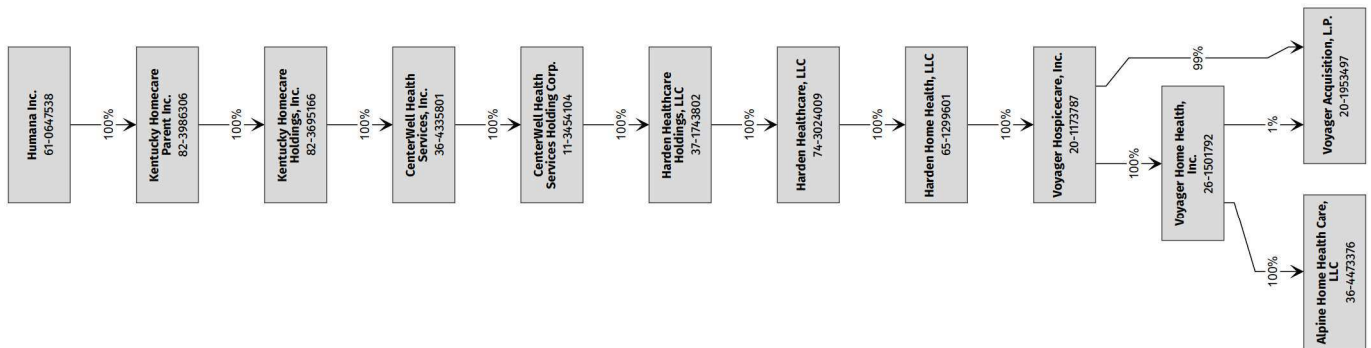 Humana Inc.
61-0647538
100%
Kentucky Homecare
Parent Inc.
82-3986306
100%
Kentucky Homecare
Holdings, Inc.
82-3695166
100%
CenterWell Health
Services, Inc.
36-4335801
100%
CenterWell Health
Services Holding Corp.
11-3454104
100%
Harden Healthcare
Holdings, LLC
37-1743802
100%
Harden Healthcare, LLC
74-3024009
100%
Harden Home Health, LLC
65-1299601
100%
Voyager Hospicecare, Inc.
20-1173787
100%
99%
Voyager Home Health,
Inc.
26-1501792
100%
1%
Alpine Home Health Care,
LLC
36-4473376
Voyager Acquisition, L.P.
20-1953497